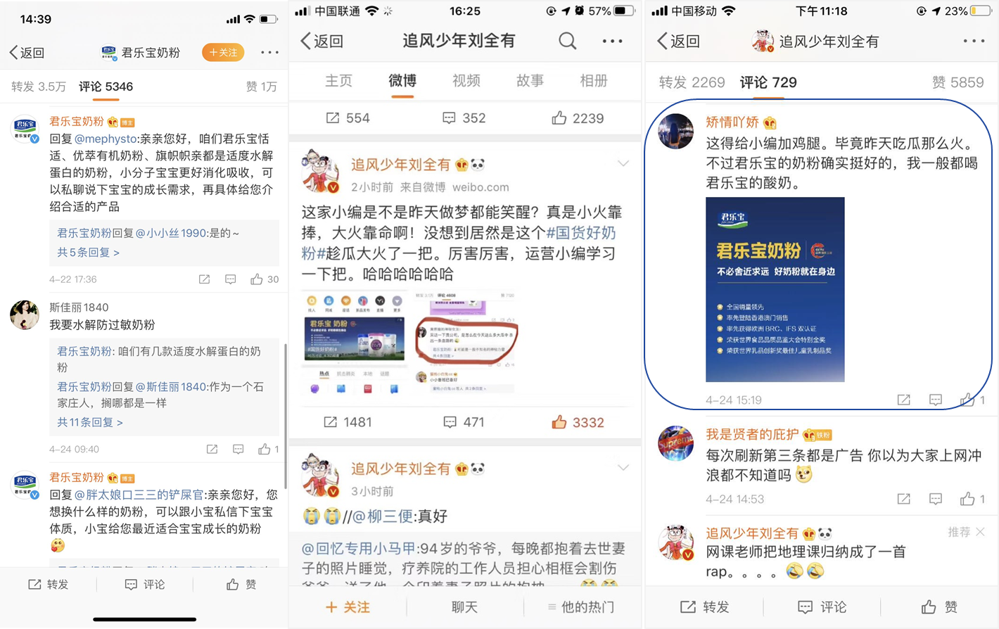 14:39
返回
君乐宝奶粉
+关注
转发 3.5万
评论 5346
赞 1万
君乐宝奶粉
博主
回复@mephysto:亲亲您好，咱们君乐宝恬
适、优萃有机奶粉、旗帜帜亲都是适度水解
蛋白的奶粉，小分子宝宝更好消化吸收，可
以私聊说下宝宝的成长需求，再具体给您介
绍合适的产品
君乐宝奶粉回复@小小丝1990:是的~
共5条回复 >
4-22 17:36
30
斯佳丽1840
我要水解防过敏奶粉
君乐宝奶粉: 咱们有几款适度水解蛋白的奶
粉
君乐宝奶粉回复@斯佳丽1840:作为一个石
家庄人，搁哪都是一样
共11条回复 >
4-24 09:40
1
君乐宝奶粉
博主
回复@胖太娘口三三的铲屎官:亲亲您好，您
想换什么样的奶粉，可以跟小宝私信下宝宝
体质，小宝给您最近适合宝宝成长的奶粉
转发
评论
赞
中国联通
16:25
57%
返回
追风少年刘全有
主页
微博
视频
故事
相册
554
352
2239
追风少年刘全有
2小时前 来自微博 weibo.com
这家小编是不是昨天做梦都能笑醒？真是小火靠
捧，大火靠命啊！没想到居然是这个#国货好奶
粉#趁瓜大火了一把。厉害厉害，运营小编学习
一下把。哈哈哈哈哈哈
君乐宝 奶粉
热点
本地
话题
1481
471
3332
追风少年刘全有
3小时前
//@柳三便:真好
@回忆专用小马甲:94岁的爷爷，每晚都抱着去世妻
子的照片睡觉，疗养院的工作人员担心相框会割伤
+ 关注
聊天
他的热门
中国移动
下午11:18
23%
返回
追风少年刘全有
转发 2269
评论 729
赞 5859
矫情吖娇
这得给小编加鸡腿。毕竟昨天吃瓜那么火。
不过君乐宝的奶粉确实挺好的，我一般都喝
君乐宝的酸奶。
君乐宝
君乐宝奶粉
CCTV
不必舍近求远 好奶粉就在身边
全国销量领先
率先登陆香港澳门销售
率先获得欧洲 BRC、IFS 双认证
荣获世界食品品质品鉴大会特别金奖
荣获世界乳品创新奖最佳儿童乳制品奖
4-24 15:19
1
我是贤者的庇护
铁粉
Supreme
每次刷新第三条都是广告 你以为大家上网冲
浪都不知道吗
4-24 14:53
1
追风少年刘全有
推荐
网课老师把地理课归纳成了一首
rap。。。。
转发
评论
赞